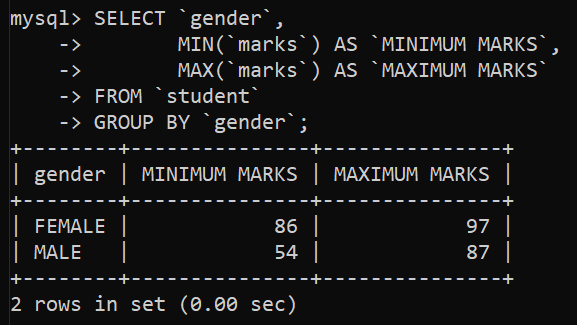 mysql> SELECT `gender`,
    ->        MIN(`marks`) AS `MINIMUM MARKS`,
    ->        MAX(`marks`) AS `MAXIMUM MARKS`
    -> FROM `student`
    -> GROUP BY `gender`;
+--------+---------------+---------------+
| gender | MINIMUM MARKS | MAXIMUM MARKS |
+--------+---------------+---------------+
| FEMALE |            86 |            97 |
| MALE   |            54 |            87 |
+--------+---------------+---------------+
2 rows in set (0.00 sec)